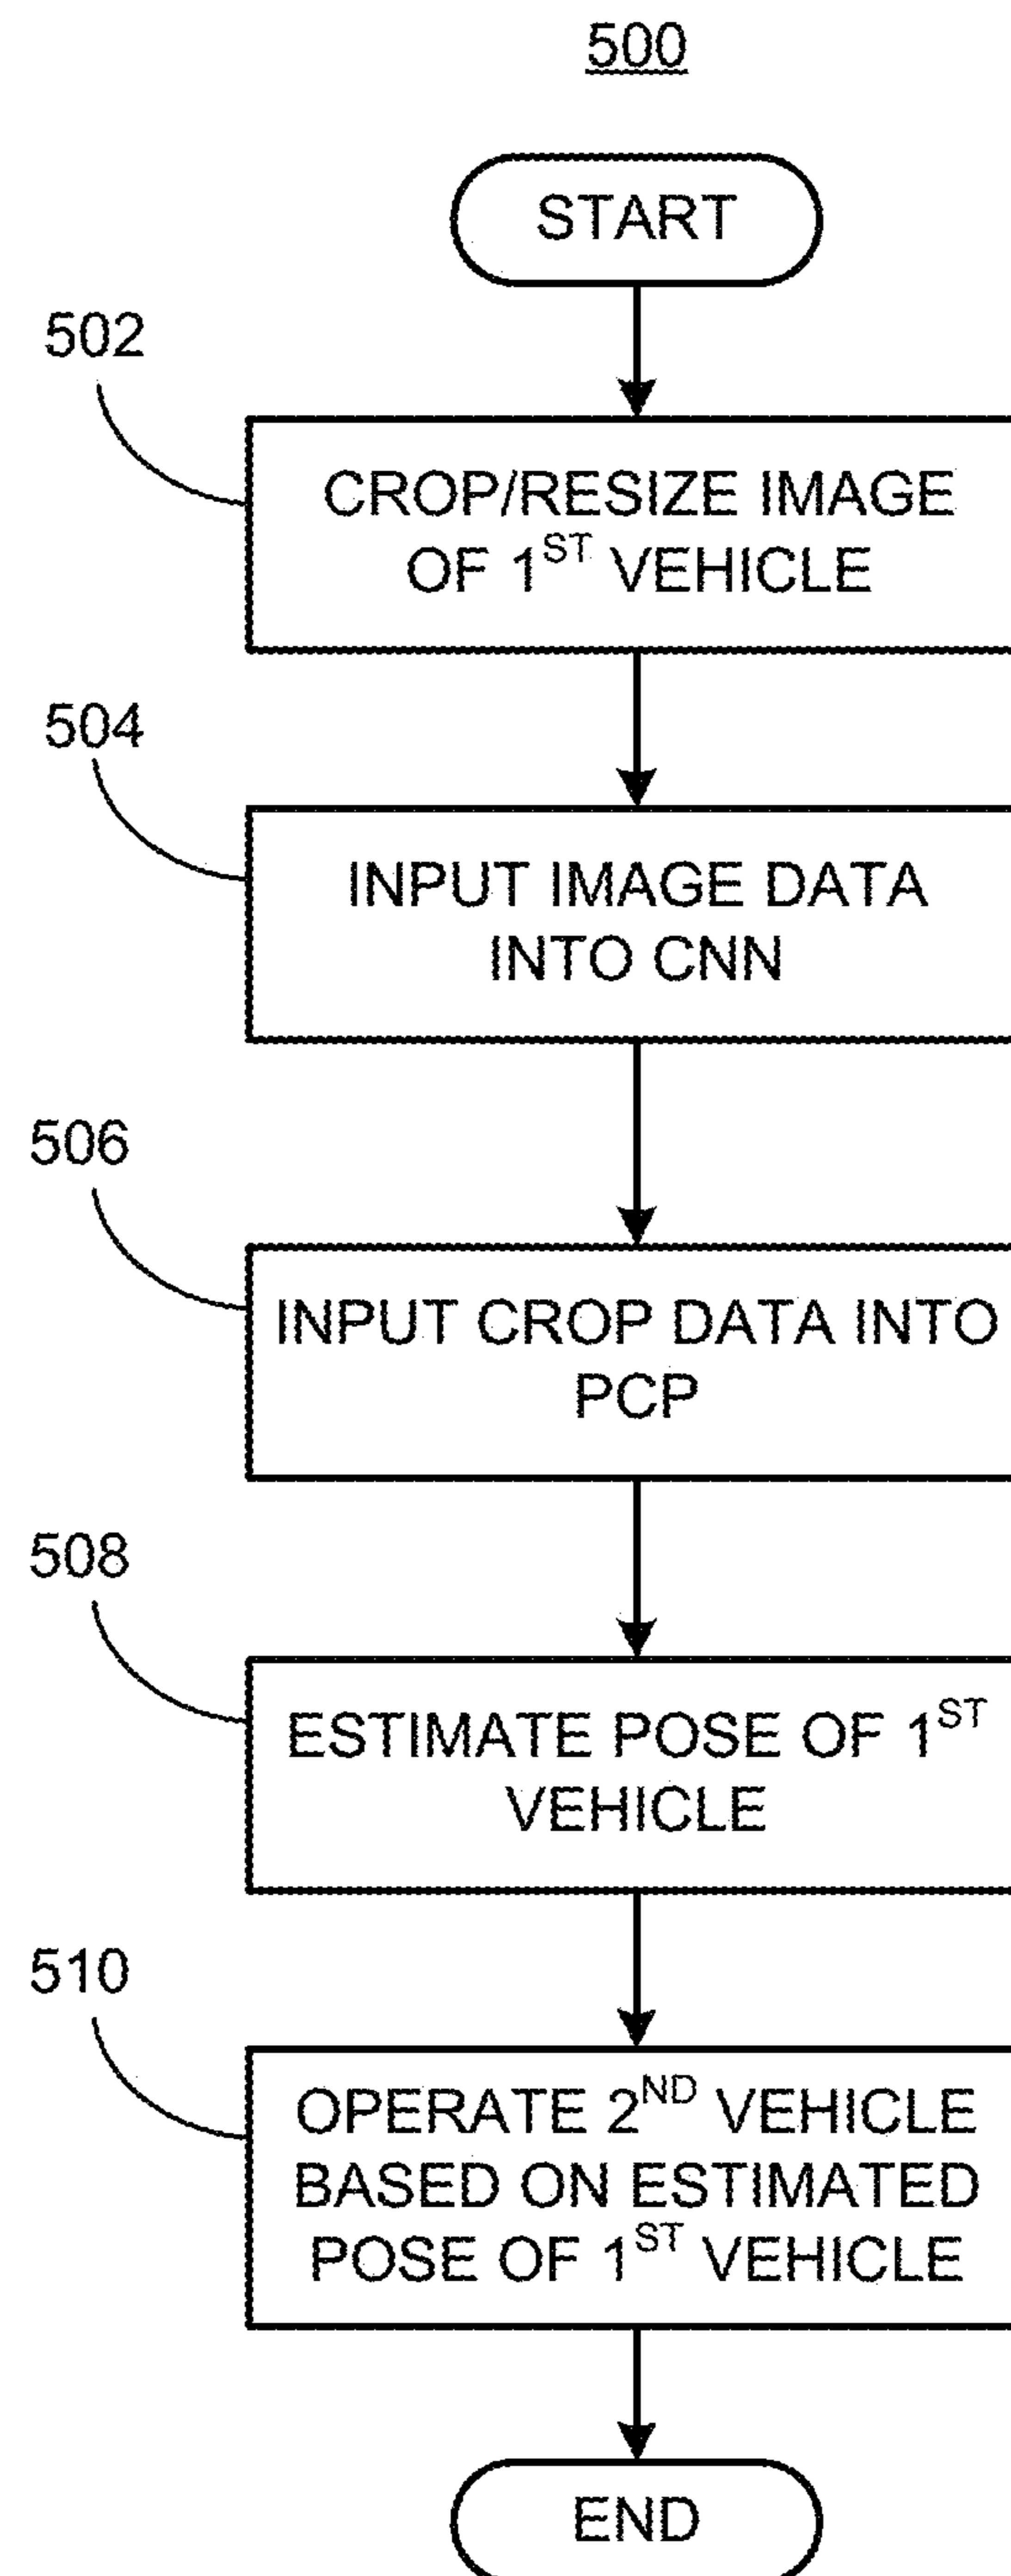 500
START
502
CROP/RESIZE IMAGE
OF 1ST VEHICLE
504
INPUT IMAGE DATA
INTO CNN
506
INPUT CROP DATA INTO
PCP
508
ESTIMATE POSE OF 1ST
VEHICLE
510
OPERATE 2ND VEHICLE
BASED ON ESTIMATED
POSE OF 1ST VEHICLE
END